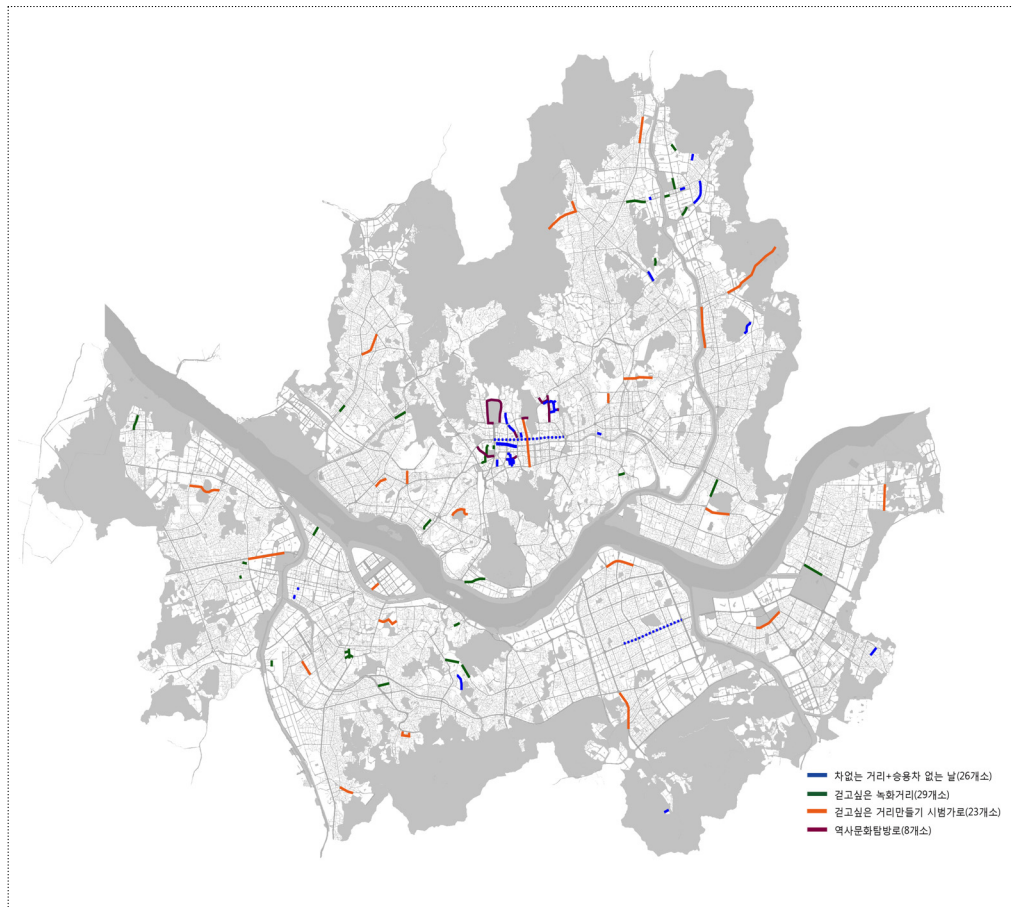 차없는 거리+승용차 없는 날(26개소)
걷고싶은 녹화거리(29개소)
걷고싶은 거리만들기 시범가로(23개소)
역사문화탐방로(8개소)